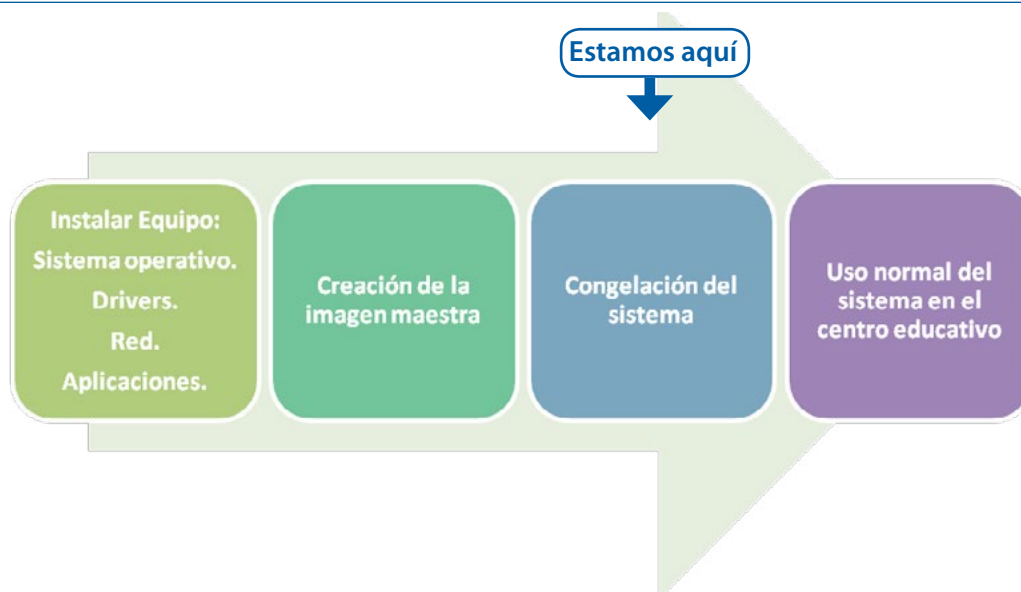 Estamos aquí
Instalar Equipo:
Sistema operativo.
Drivers.
Red.
Aplicaciones.
Creación de la
imagen maestra
Congelación del
sistema
Uso normal del
sistema en el
centro educativo